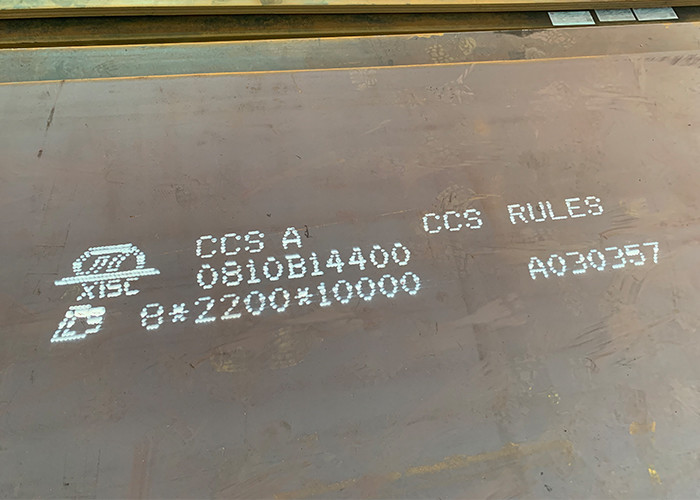 CCS A CCS RULES
0810B14400 A030357
XISC
8*2200*10000